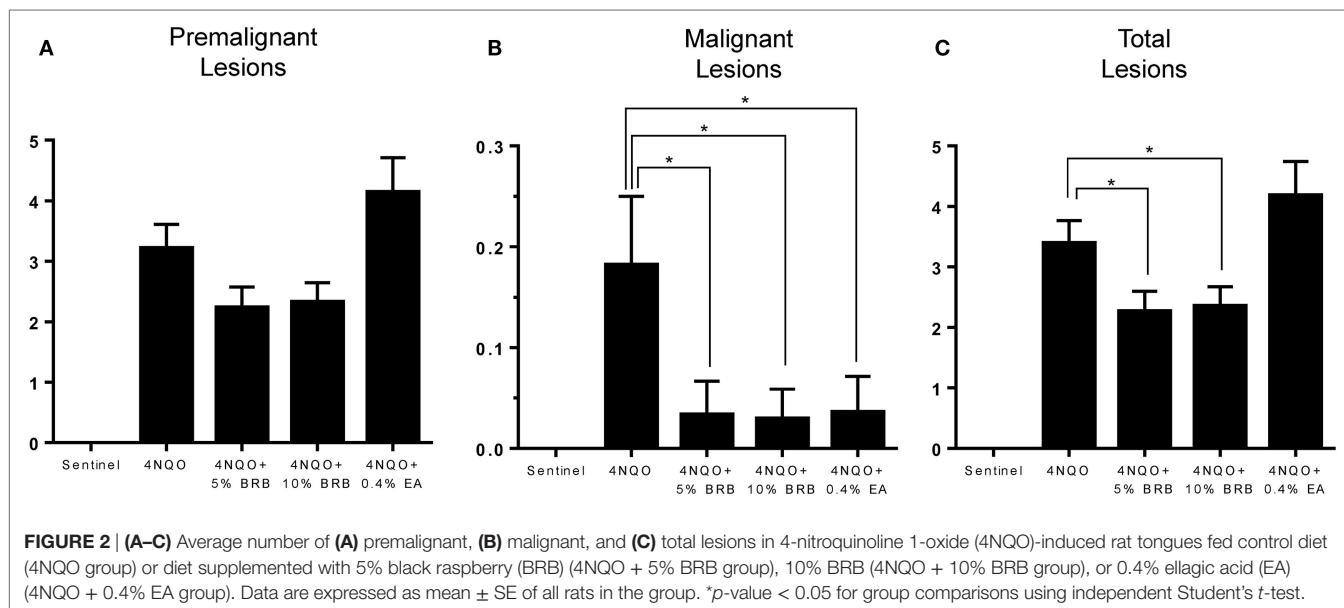 A
Premalignant
Lesions
5
4
3
2
1
0
Sentinel
4NQO
4NQO+
5% BRB
4NQO+
10% BRB
4NQO+
0.4% EA
B
Malignant
Lesions
*
*
*
0.3
0.2
0.1
0.0
Sentinel
4NQO
4NQO+
5% BRB
4NQO+
10% BRB
4NQO+
0.4% EA
C
Total
Lesions
*
*
5
4
3
2
1
0
Sentinel
4NQO
4NQO+
5% BRB
4NQO+
10% BRB
4NQO+
0.4% EA
FIGURE 2 | (A–C) Average number of (A) premalignant, (B) malignant, and (C) total lesions in 4-nitroquinoline 1-oxide (4NQO)-induced rat tongues fed control diet
(4NQO group) or diet supplemented with 5% black raspberry (BRB) (4NQO + 5% BRB group), 10% BRB (4NQO + 10% BRB group), or 0.4% ellagic acid (EA)
(4NQO + 0.4% EA group). Data are expressed as mean ± SE of all rats in the group. *p-value < 0.05 for group comparisons using independent Student's t-test.